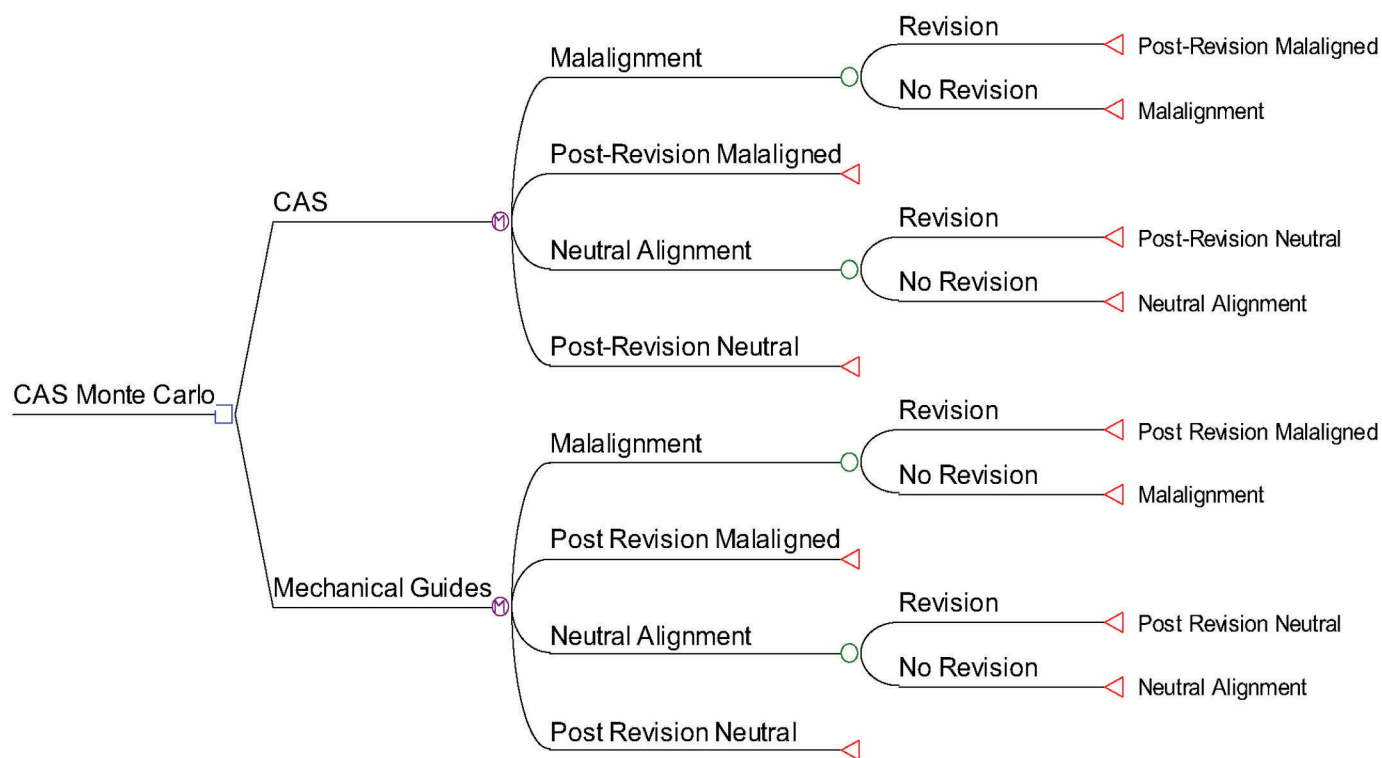 Revision
Post-Revision Malaligned
Malalignment
No Revision
Malalignment
Post-Revision Malaligned
CAS
Revision
Post-Revision Neutral
Neutral Alignment
No Revision
Neutral Alignment
Post-Revision Neutral
CAS Monte Carlo
Revision
Post Revision Malaligned
Malalignment
No Revision
Malalignment
Post Revision Malaligned
Mechanical Guides
Revision
Post Revision Neutral
Neutral Alignment
No Revision
Neutral Alignment
Post Revision Neutral